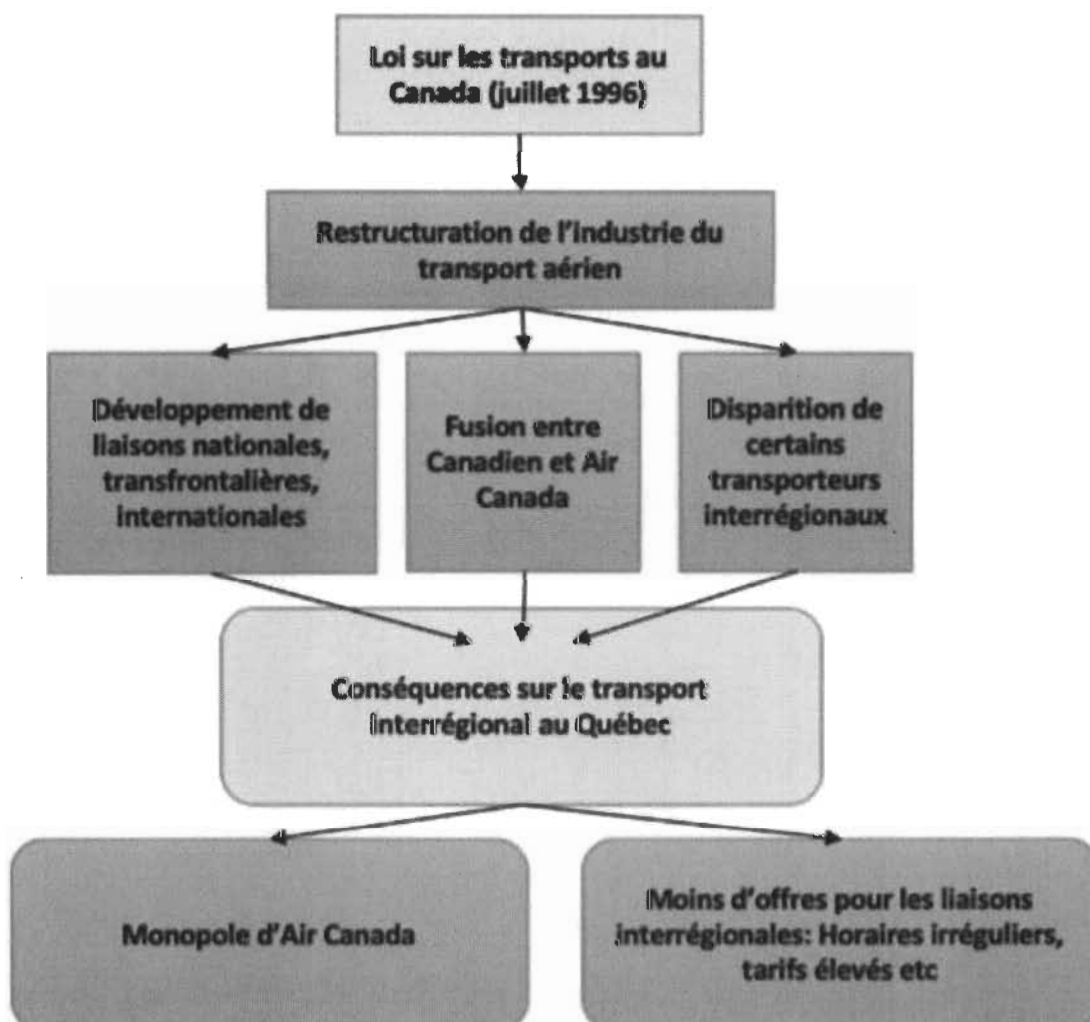 Loi sur les transports au
Canada (juillet 1996)
Restructuration de l'industrie du
transport aérien
Développement de
liaisons nationales,
transfrontalières,
internationales
Fusion entre
Canadien et Air
Canada
Disparition de
certains
transporteurs
interrégionaux
Conséquences sur le transport
interrégional au Québec
Monopole d'Air Canada
Moins d'offres pour les liaisons
interrégionales: Horaires irréguliers,
tarifs élevés etc